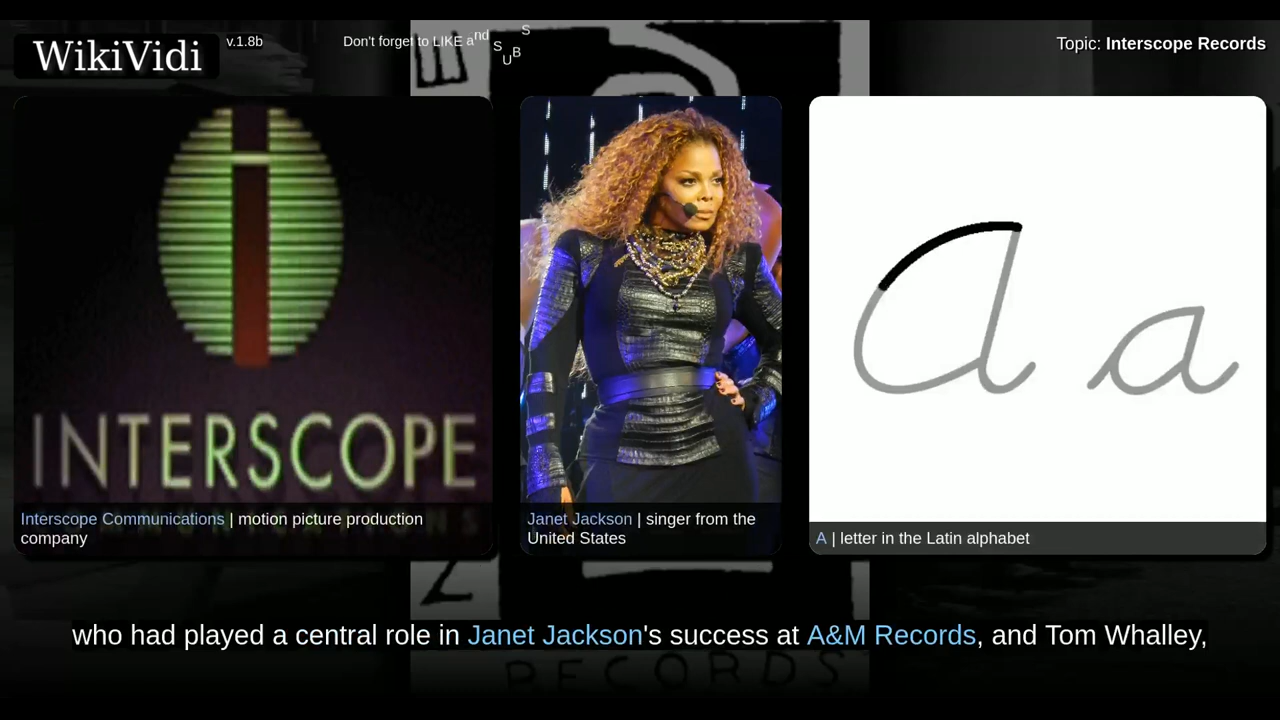 WikiVidi
v.1.8b
Don't forget to LIKE and SUBS
Topic: Interscope Records
INTERSCOPE
Interscope Communications | motion picture production
company
Janet Jackson | singer from the
United States
A a
A | letter in the Latin alphabet
who had played a central role in Janet Jackson's success at A&M Records, and Tom Whalley,
RECORDS